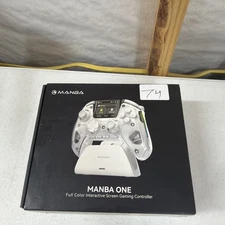 MANBA
74
MANBA ONE
Full Color Interactive Screen Gaming Controller